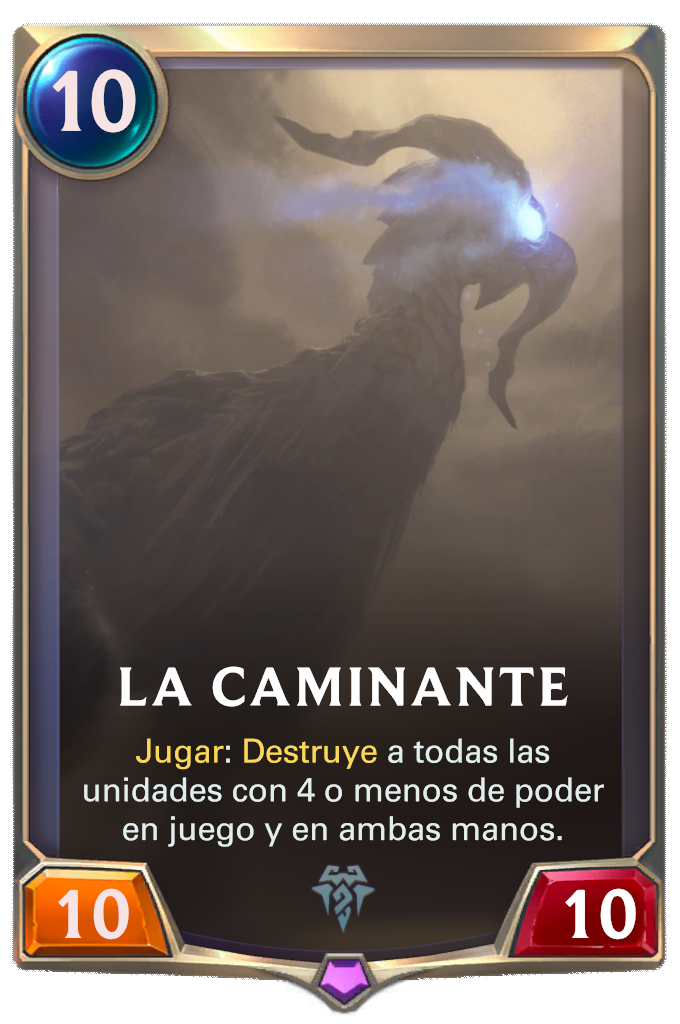 10
LA CAMINANTE
Jugar: Destruye a todas las
unidades con 4 o menos de poder
en juego y en ambas manos.
10
10